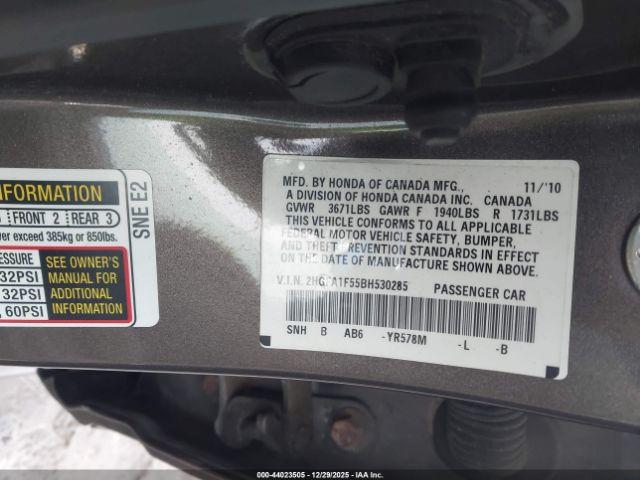 INFORMATION
FRONT 2 REAR 3
exceed 385kg or 850lbs.
32PSI
32PSI
60PSI
SEE OWNER'S
MANUAL FOR
ADDITIONAL
INFORMATION
SNE E2
MFD. BY HONDA OF CANADA MFG., 11/'10
A DIVISION OF HONDA CANADA INC. CANADA
GVWR 3671LBS GAWR F 1940LBS R 1731LBS
THIS VEHICLE CONFORMS TO ALL APPLICABLE
FEDERAL MOTOR VEHICLE SAFETY, BUMPER,
AND THEFT PREVENTION STANDARDS IN EFFECT
ON THE DATE OF MANUFACTURE SHOWN ABOVE.
V.I.N. 2HGFA1F55BH530285 PASSENGER CAR
SNH B AB6 -YR578M -L -B
000-44023505 - 12/29/2025 - IAAI Inc.